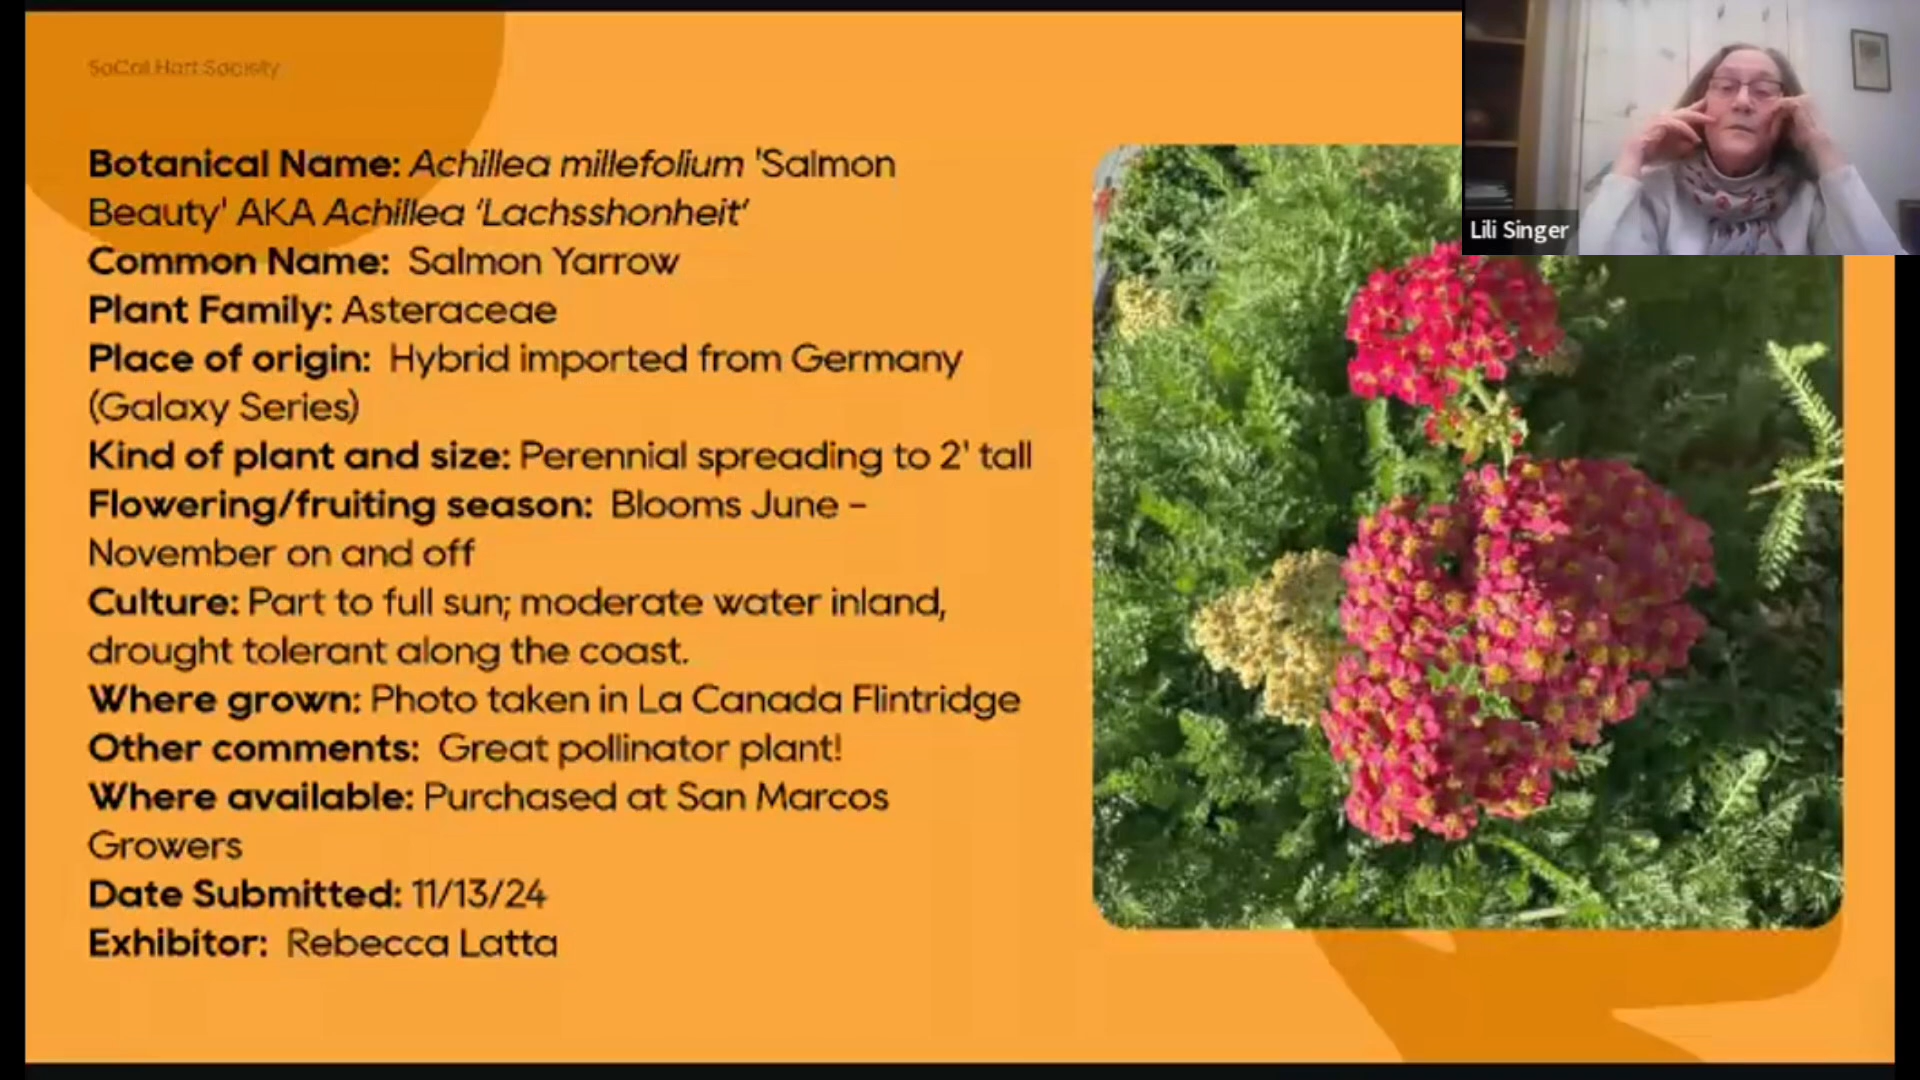 SoCal Hort Society
Botanical Name: Achillea millefolium 'Salmon
Beauty' AKA Achillea ‘Lachsshonheit’
Common Name: Salmon Yarrow
Plant Family: Asteraceae
Place of origin: Hybrid imported from Germany
(Galaxy Series)
Kind of plant and size: Perennial spreading to 2' tall
Flowering/fruiting season: Blooms June –
November on and off
Culture: Part to full sun; moderate water inland,
drought tolerant along the coast.
Where grown: Photo taken in La Canada Flintridge
Other comments: Great pollinator plant!
Where available: Purchased at San Marcos
Growers
Date Submitted: 11/13/24
Exhibitor: Rebecca Latta
Lili Singer